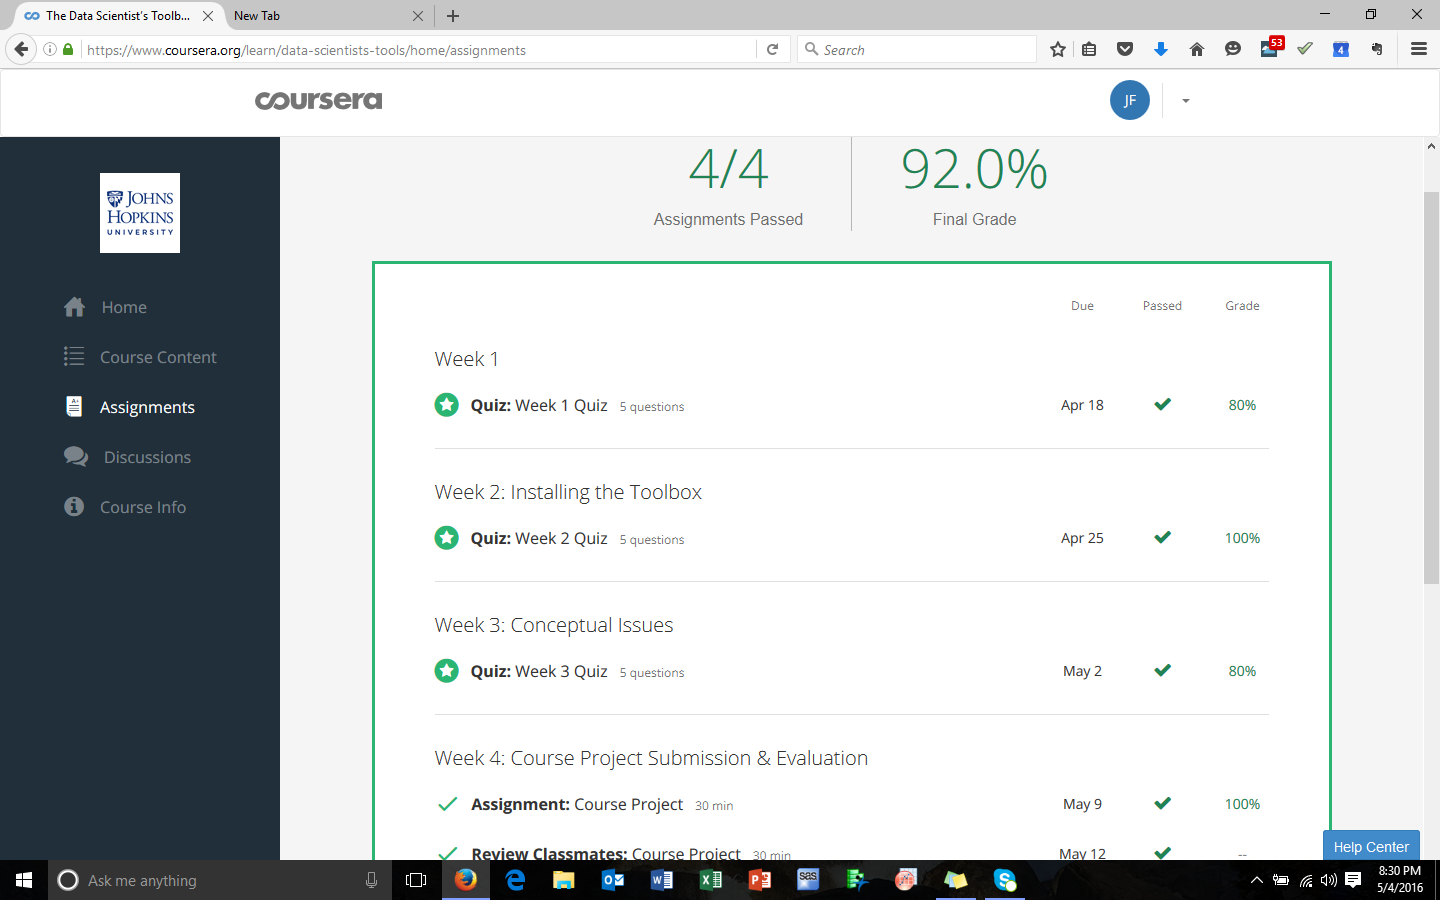 The Data Scientist's Toolb...
New Tab
https://www.coursera.org/learn/data-scientists-tools/home/assignments
Search
53
4
coursera
JF
JOHNS
HOPKINS
UNIVERSITY
Home
Course Content
Assignments
Discussions
Course Info
4/4
Assignments Passed
92.0%
Final Grade
Due Passed Grade
Week 1
Quiz: Week 1 Quiz 5 questions Apr 18 80%
Week 2: Installing the Toolbox
Quiz: Week 2 Quiz 5 questions Apr 25 100%
Week 3: Conceptual Issues
Quiz: Week 3 Quiz 5 questions May 2 80%
Week 4: Course Project Submission & Evaluation
Assignment: Course Project 30 min May 9 100%
Review Classmates: Course Project 30 min May 12 --
Help Center
Ask me anything
sas
8:30 PM
5/4/2016